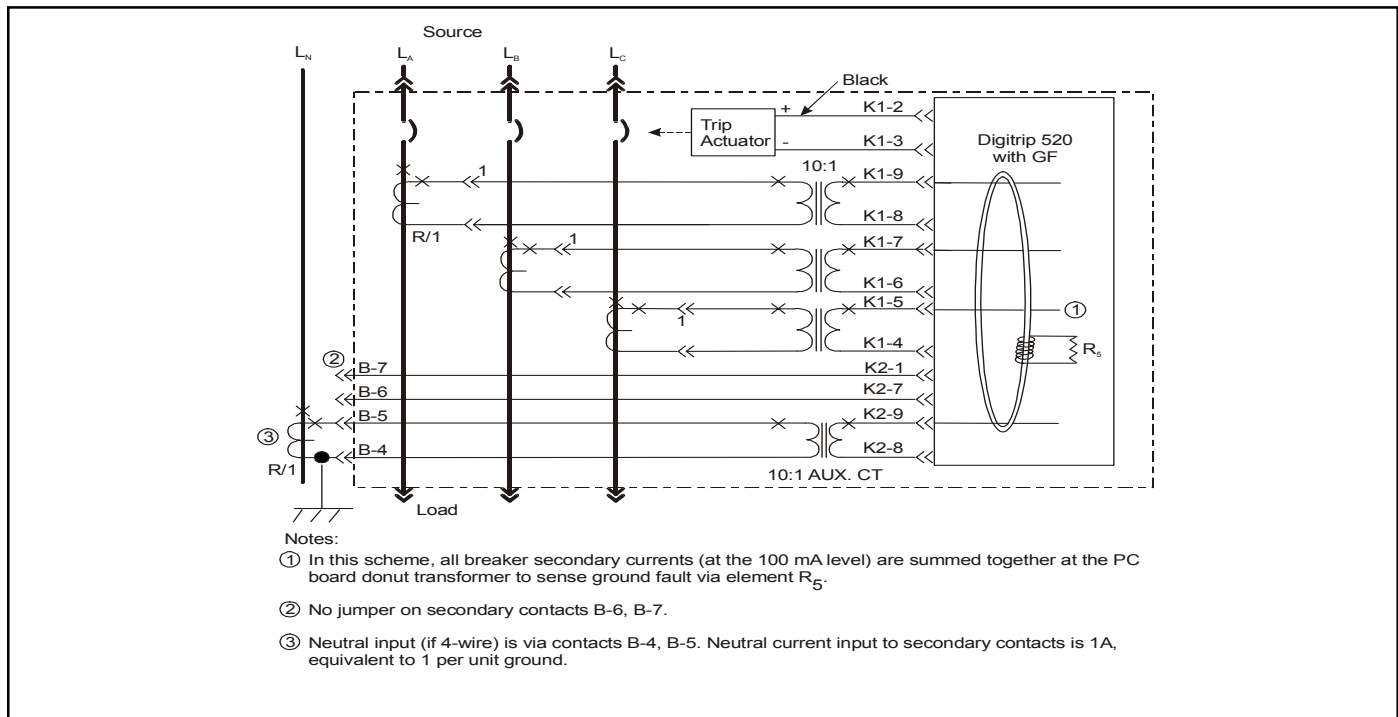 Source
L_N L_A L_B L_C
Black
+ K1-2
Trip
Actuator
- K1-3
Digitrip 520
with GF
10:1
1 K1-9
K1-8
R/1
1 K1-7
K1-6
K1-5
1
①
K1-4
R_5
② B-7 K2-1
B-6 K2-7
B-5 K2-9
③
B-4 K2-8
R/1
10:1 AUX. CT
Load
Notes:
① In this scheme, all breaker secondary currents (at the 100 mA level) are summed together at the PC
board donut transformer to sense ground fault via element R_5.
② No jumper on secondary contacts B-6, B-7.
③ Neutral input (if 4-wire) is via contacts B-4, B-5. Neutral current input to secondary contacts is 1A,
equivalent to 1 per unit ground.